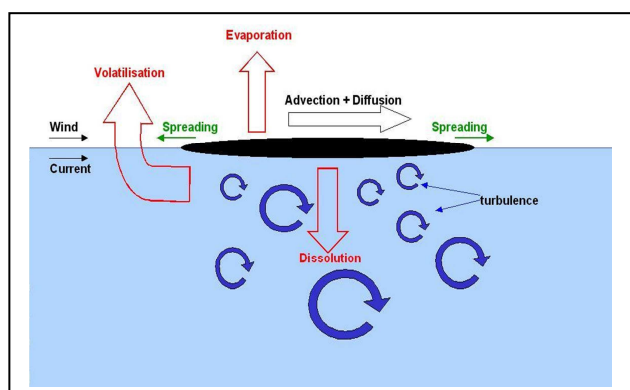 Evaporation
Volatilisation
Advection + Diffusion
Wind
Spreading
Spreading
Current
turbulence
Dissolution